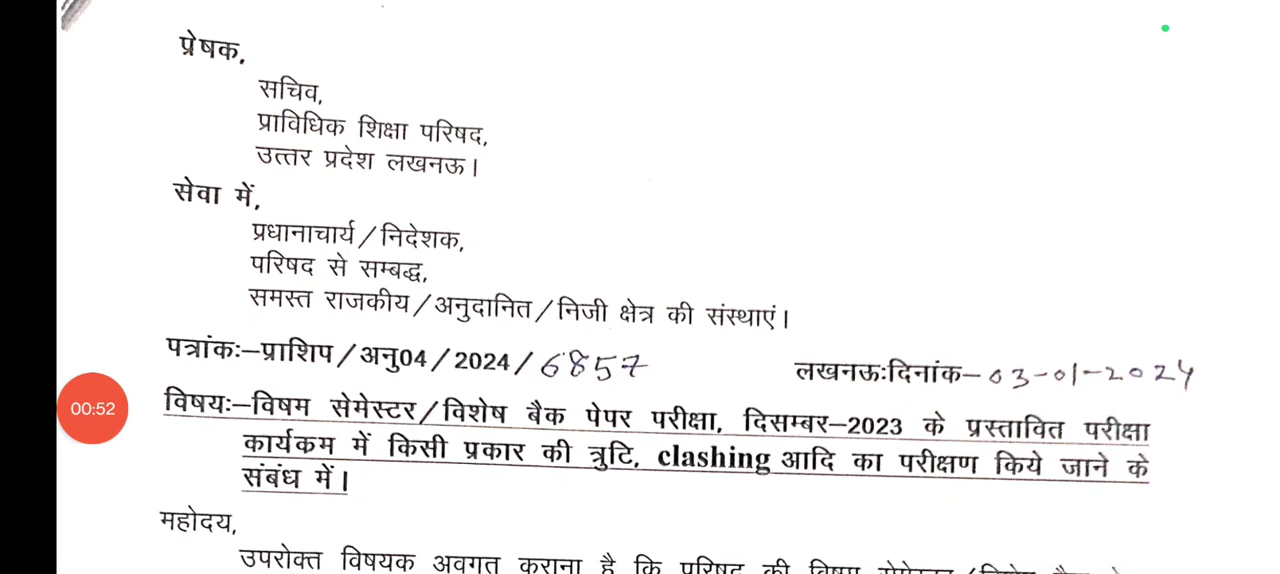 प्रेषक,
सचिव,
प्राविधिक शिक्षा परिषद,
उत्तर प्रदेश लखनऊ।
सेवा में,
प्रधानाचार्य/निदेशक,
परिषद से सम्बद्ध,
समस्त राजकीय/अनुदानित/निजी क्षेत्र की संस्थाएं।
पत्रांकः–प्राशिप/अनु04/2024/6857 लखनऊःदिनांक–03-01-2024
00:52
विषयः–विषम सेमेस्टर/विशेष बैक पेपर परीक्षा, दिसम्बर–2023 के प्रस्तावित परीक्षा
कार्यकम में किसी प्रकार की त्रुटि, clashing आदि का परीक्षण किये जाने के
संबंध में।
महोदय,
उपरोक्त विषयक अवगत कराना है कि परिषद की विषम